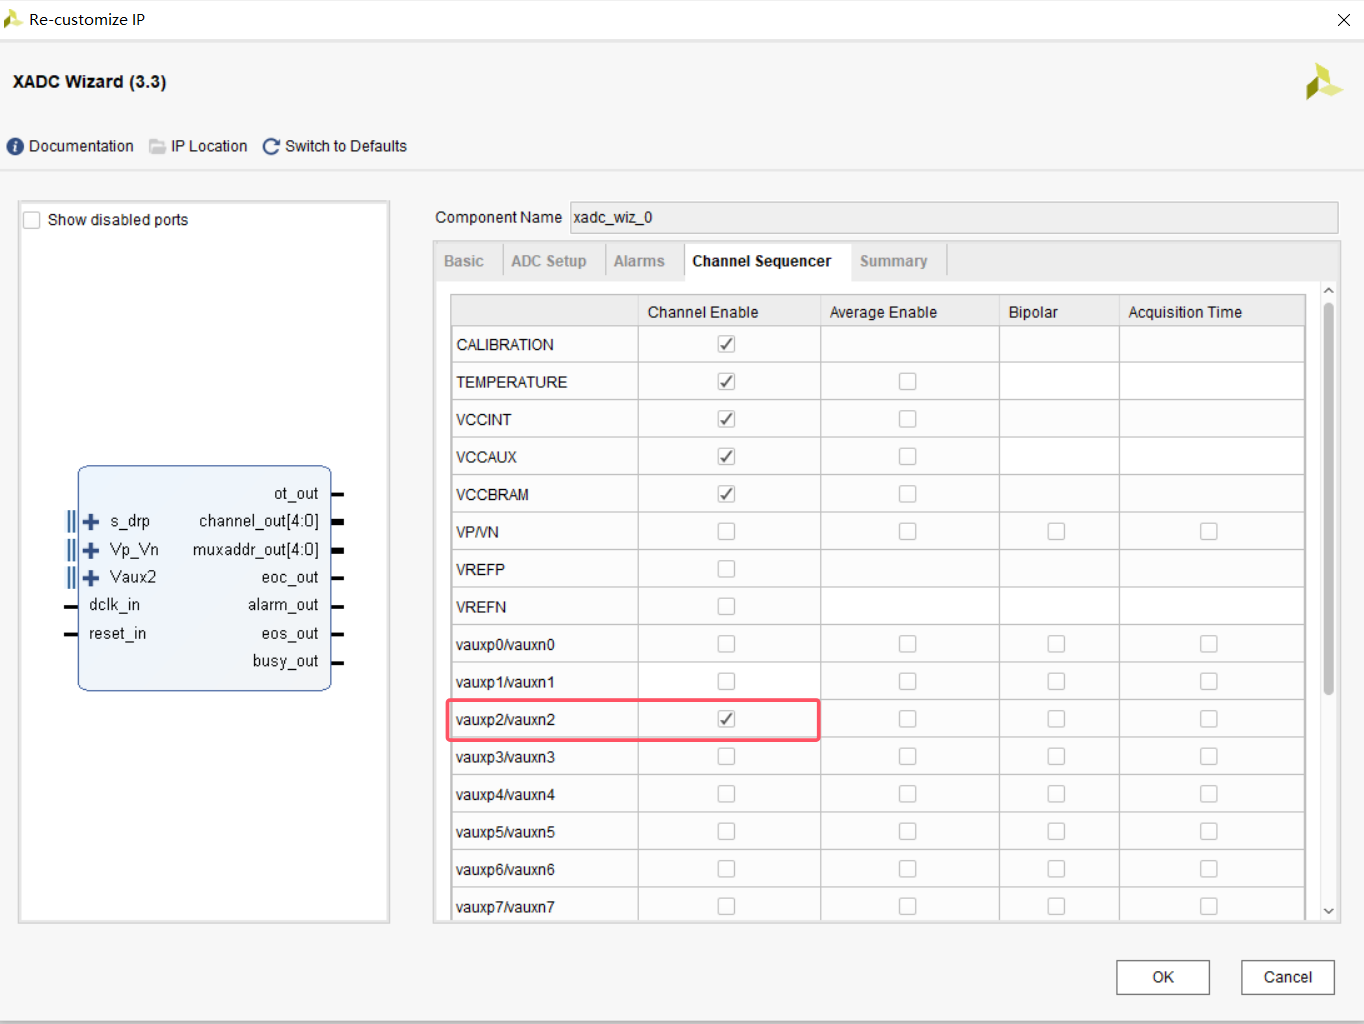 Re-customize IP
XADC Wizard (3.3)
Documentation IP Location Switch to Defaults
Show disabled ports
ot_out
s_drp channel_out[4:0]
Vp_Vn muxaddr_out[4:0]
Vaux2 eoc_out
dclk_in alarm_out
reset_in eos_out
busy_out
Component Name xadc_wiz_0
Basic ADC Setup Alarms Channel Sequencer Summary
Channel Enable Average Enable Bipolar Acquisition Time
CALIBRATION
TEMPERATURE
VCCINT
VCCAUX
VCCBRAM
VP/VN
VREFP
VREFN
vauxp0/vauxn0
vauxp1/vauxn1
vauxp2/vauxn2
vauxp3/vauxn3
vauxp4/vauxn4
vauxp5/vauxn5
vauxp6/vauxn6
vauxp7/vauxn7
OK Cancel